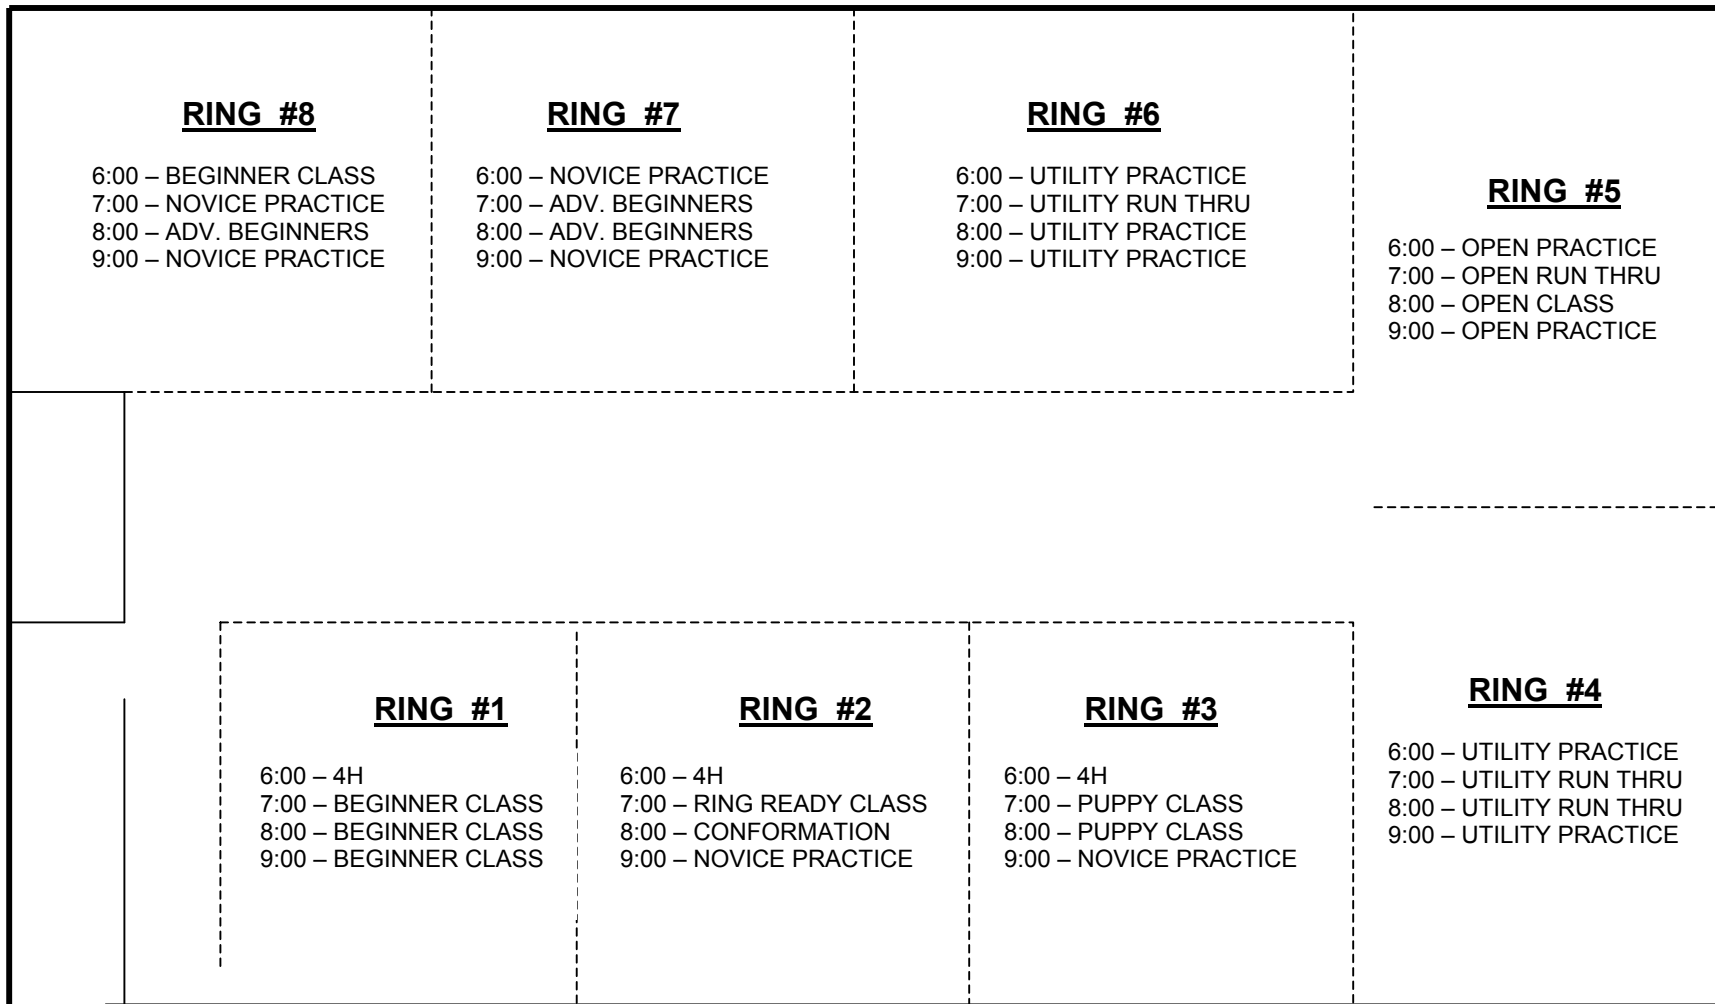 RING #8
6:00 – BEGINNER CLASS
7:00 – NOVICE PRACTICE
8:00 – ADV. BEGINNERS
9:00 – NOVICE PRACTICE
RING #7
6:00 – NOVICE PRACTICE
7:00 – ADV. BEGINNERS
8:00 – ADV. BEGINNERS
9:00 – NOVICE PRACTICE
RING #6
6:00 – UTILITY PRACTICE
7:00 – UTILITY RUN THRU
8:00 – UTILITY PRACTICE
9:00 – UTILITY PRACTICE
RING #5
6:00 – OPEN PRACTICE
7:00 – OPEN RUN THRU
8:00 – OPEN CLASS
9:00 – OPEN PRACTICE
RING #1
6:00 – 4H
7:00 – BEGINNER CLASS
8:00 – BEGINNER CLASS
9:00 – BEGINNER CLASS
RING #2
6:00 – 4H
7:00 – RING READY CLASS
8:00 – CONFORMATION
9:00 – NOVICE PRACTICE
RING #3
6:00 – 4H
7:00 – PUPPY CLASS
8:00 – PUPPY CLASS
9:00 – NOVICE PRACTICE
RING #4
6:00 – UTILITY PRACTICE
7:00 – UTILITY RUN THRU
8:00 – UTILITY RUN THRU
9:00 – UTILITY PRACTICE